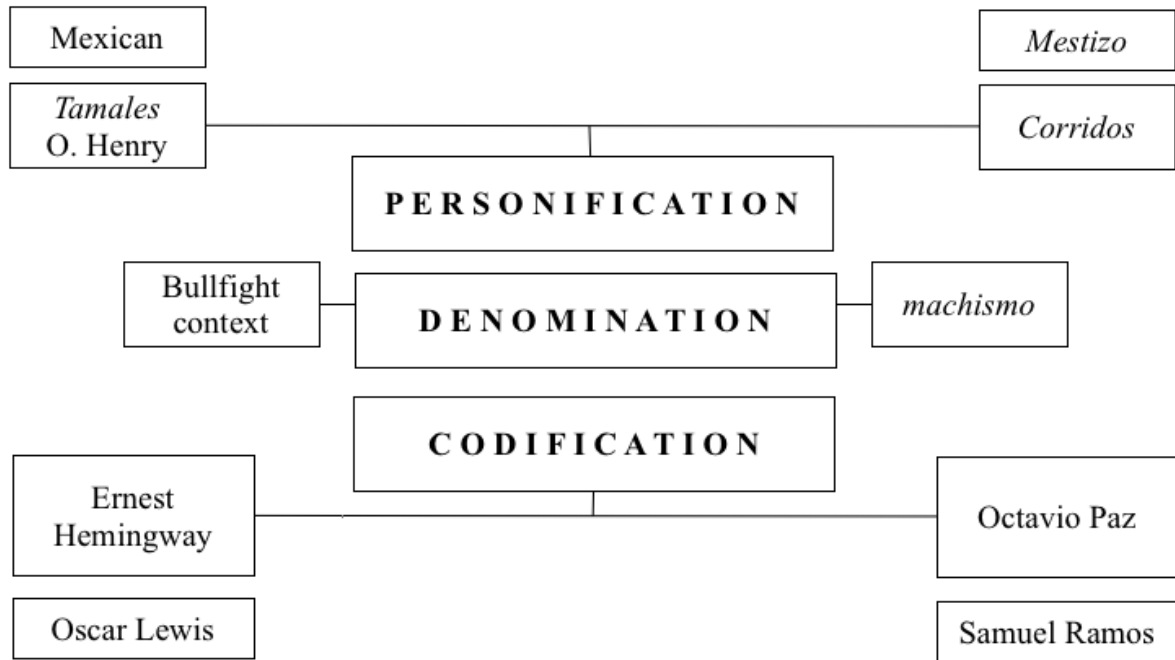 Mexican
Mestizo
Tamales
O. Henry
Corridos
PERSONIFICATION
Bullfight
context
DENOMINATION
machismo
CODIFICATION
Ernest
Hemingway
Octavio Paz
Oscar Lewis
Samuel Ramos